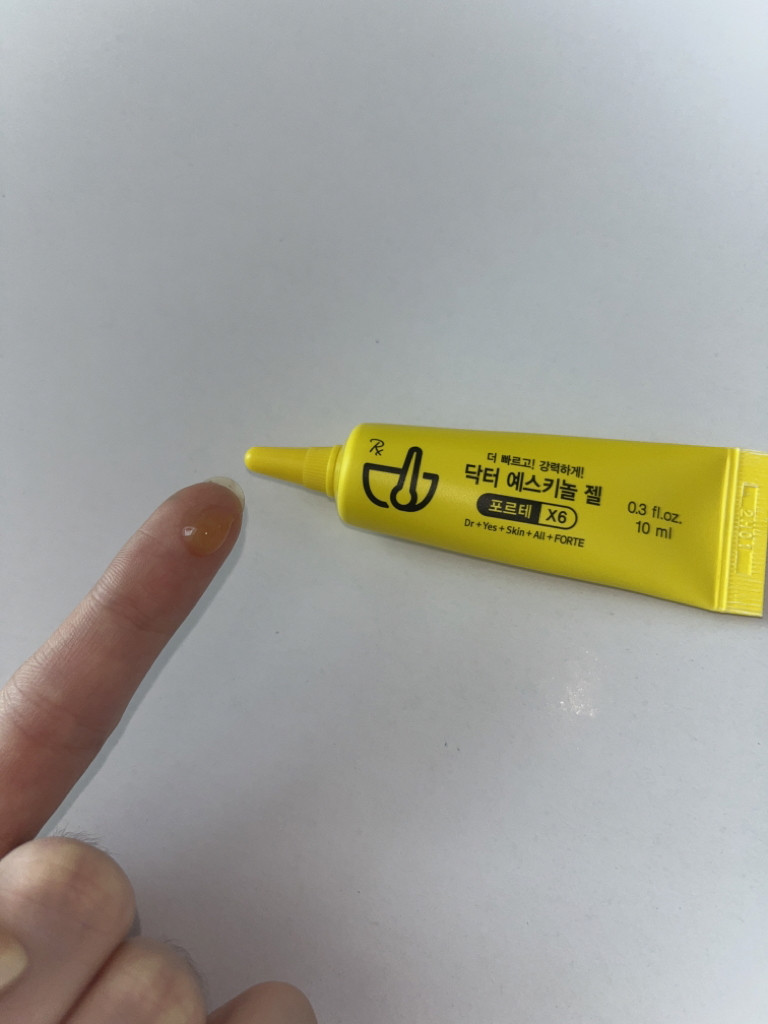 Rx
더 빠르고! 강력하게!
닥터 예스키놀 젤
포르테 X6
Dr+Yes+Skin+All+FORTE
0.3 fl.oz.
10 ml